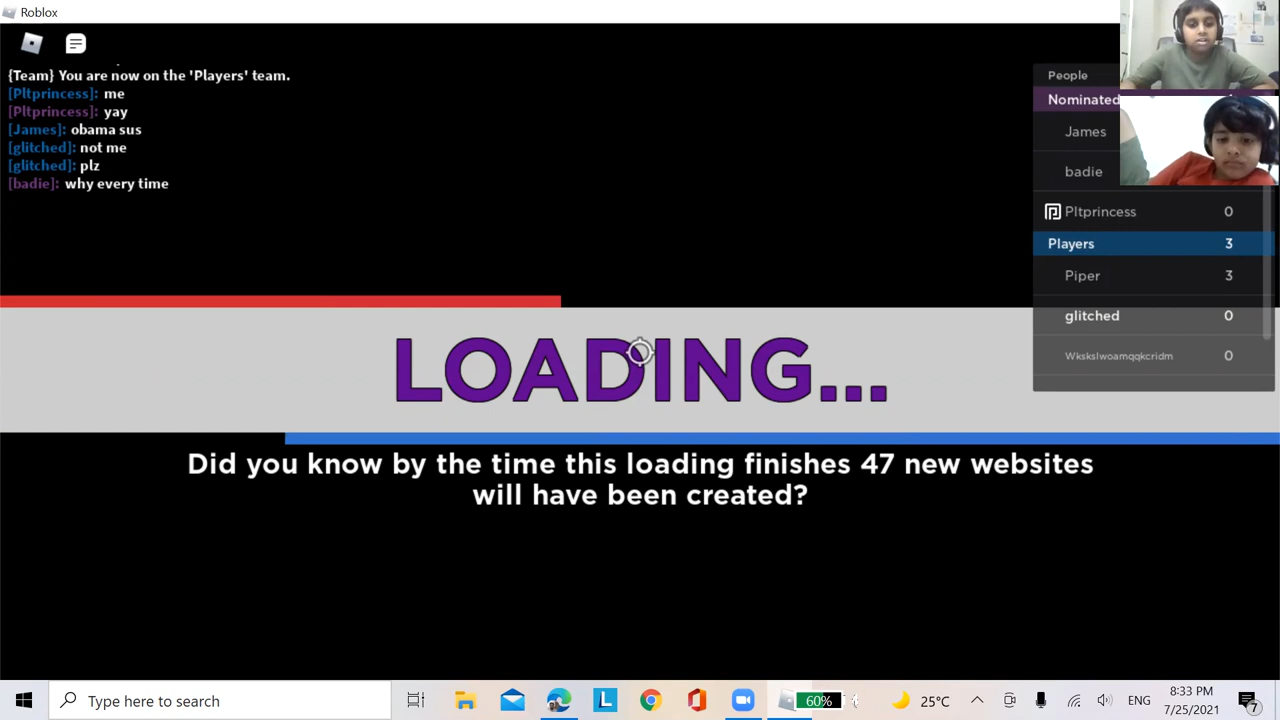 Roblox
{Team} You are now on the 'Players' team.
[Pltprincess]: me
[Pltprincess]: yay
[James]: obama sus
[glitched]: not me
[glitched]: plz
[badie]: why every time
People
Nominated
James
badie
Pltprincess 0
Players 3
Piper 3
glitched 0
Wkskslwoamqqkcridm 0
LOADING...
Did you know by the time this loading finishes 47 new websites
will have been created?
Type here to search
L
60%
25°C
ENG
8:33 PM
7/25/2021
7